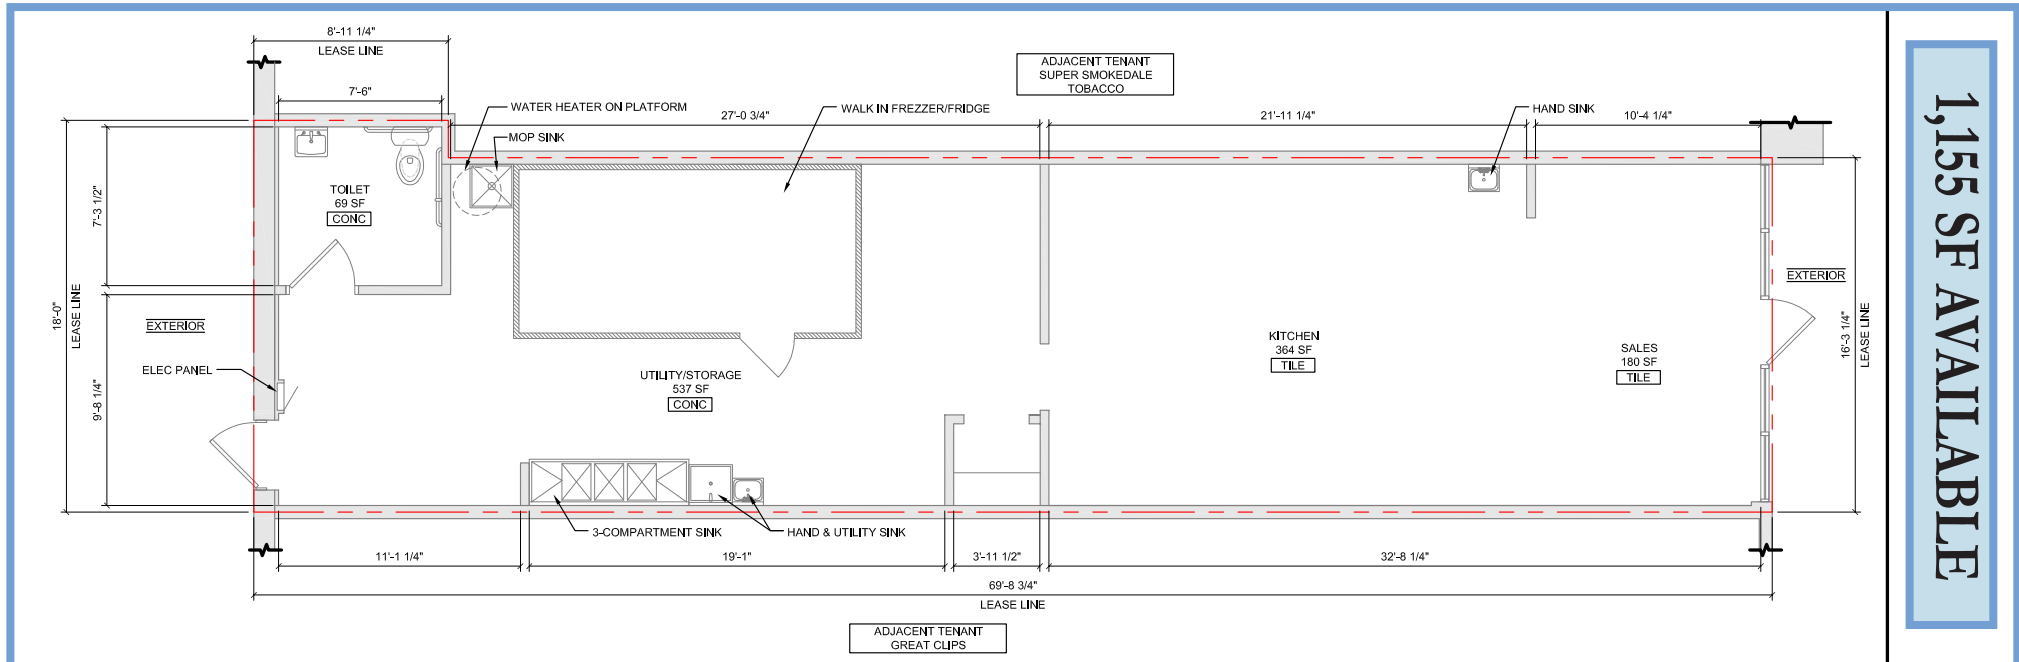 8'-11 1/4"
LEASE LINE
7'-6"
WATER HEATER ON PLATFORM
MOP SINK
27'-0 3/4"
WALK IN FREZZER/FRIDGE
ADJACENT TENANT
SUPER SMOKEDALE
TOBACCO
21'-11 1/4"
HAND SINK
10'-4 1/4"
7'-3 1/2"
TOILET
69 SF
CONC
18'-0"
LEASE LINE
EXTERIOR
ELEC PANEL
9'-8 1/4"
UTILITY/STORAGE
537 SF
CONC
KITCHEN
364 SF
TILE
SALES
180 SF
TILE
EXTERIOR
16'-3 1/4"
LEASE LINE
3-COMPARTMENT SINK
HAND & UTILITY SINK
11'-1 1/4"
19'-1"
3'-11 1/2"
32'-8 1/4"
69'-8 3/4"
LEASE LINE
ADJACENT TENANT
GREAT CLIPS
1,155 SF AVAILABLE